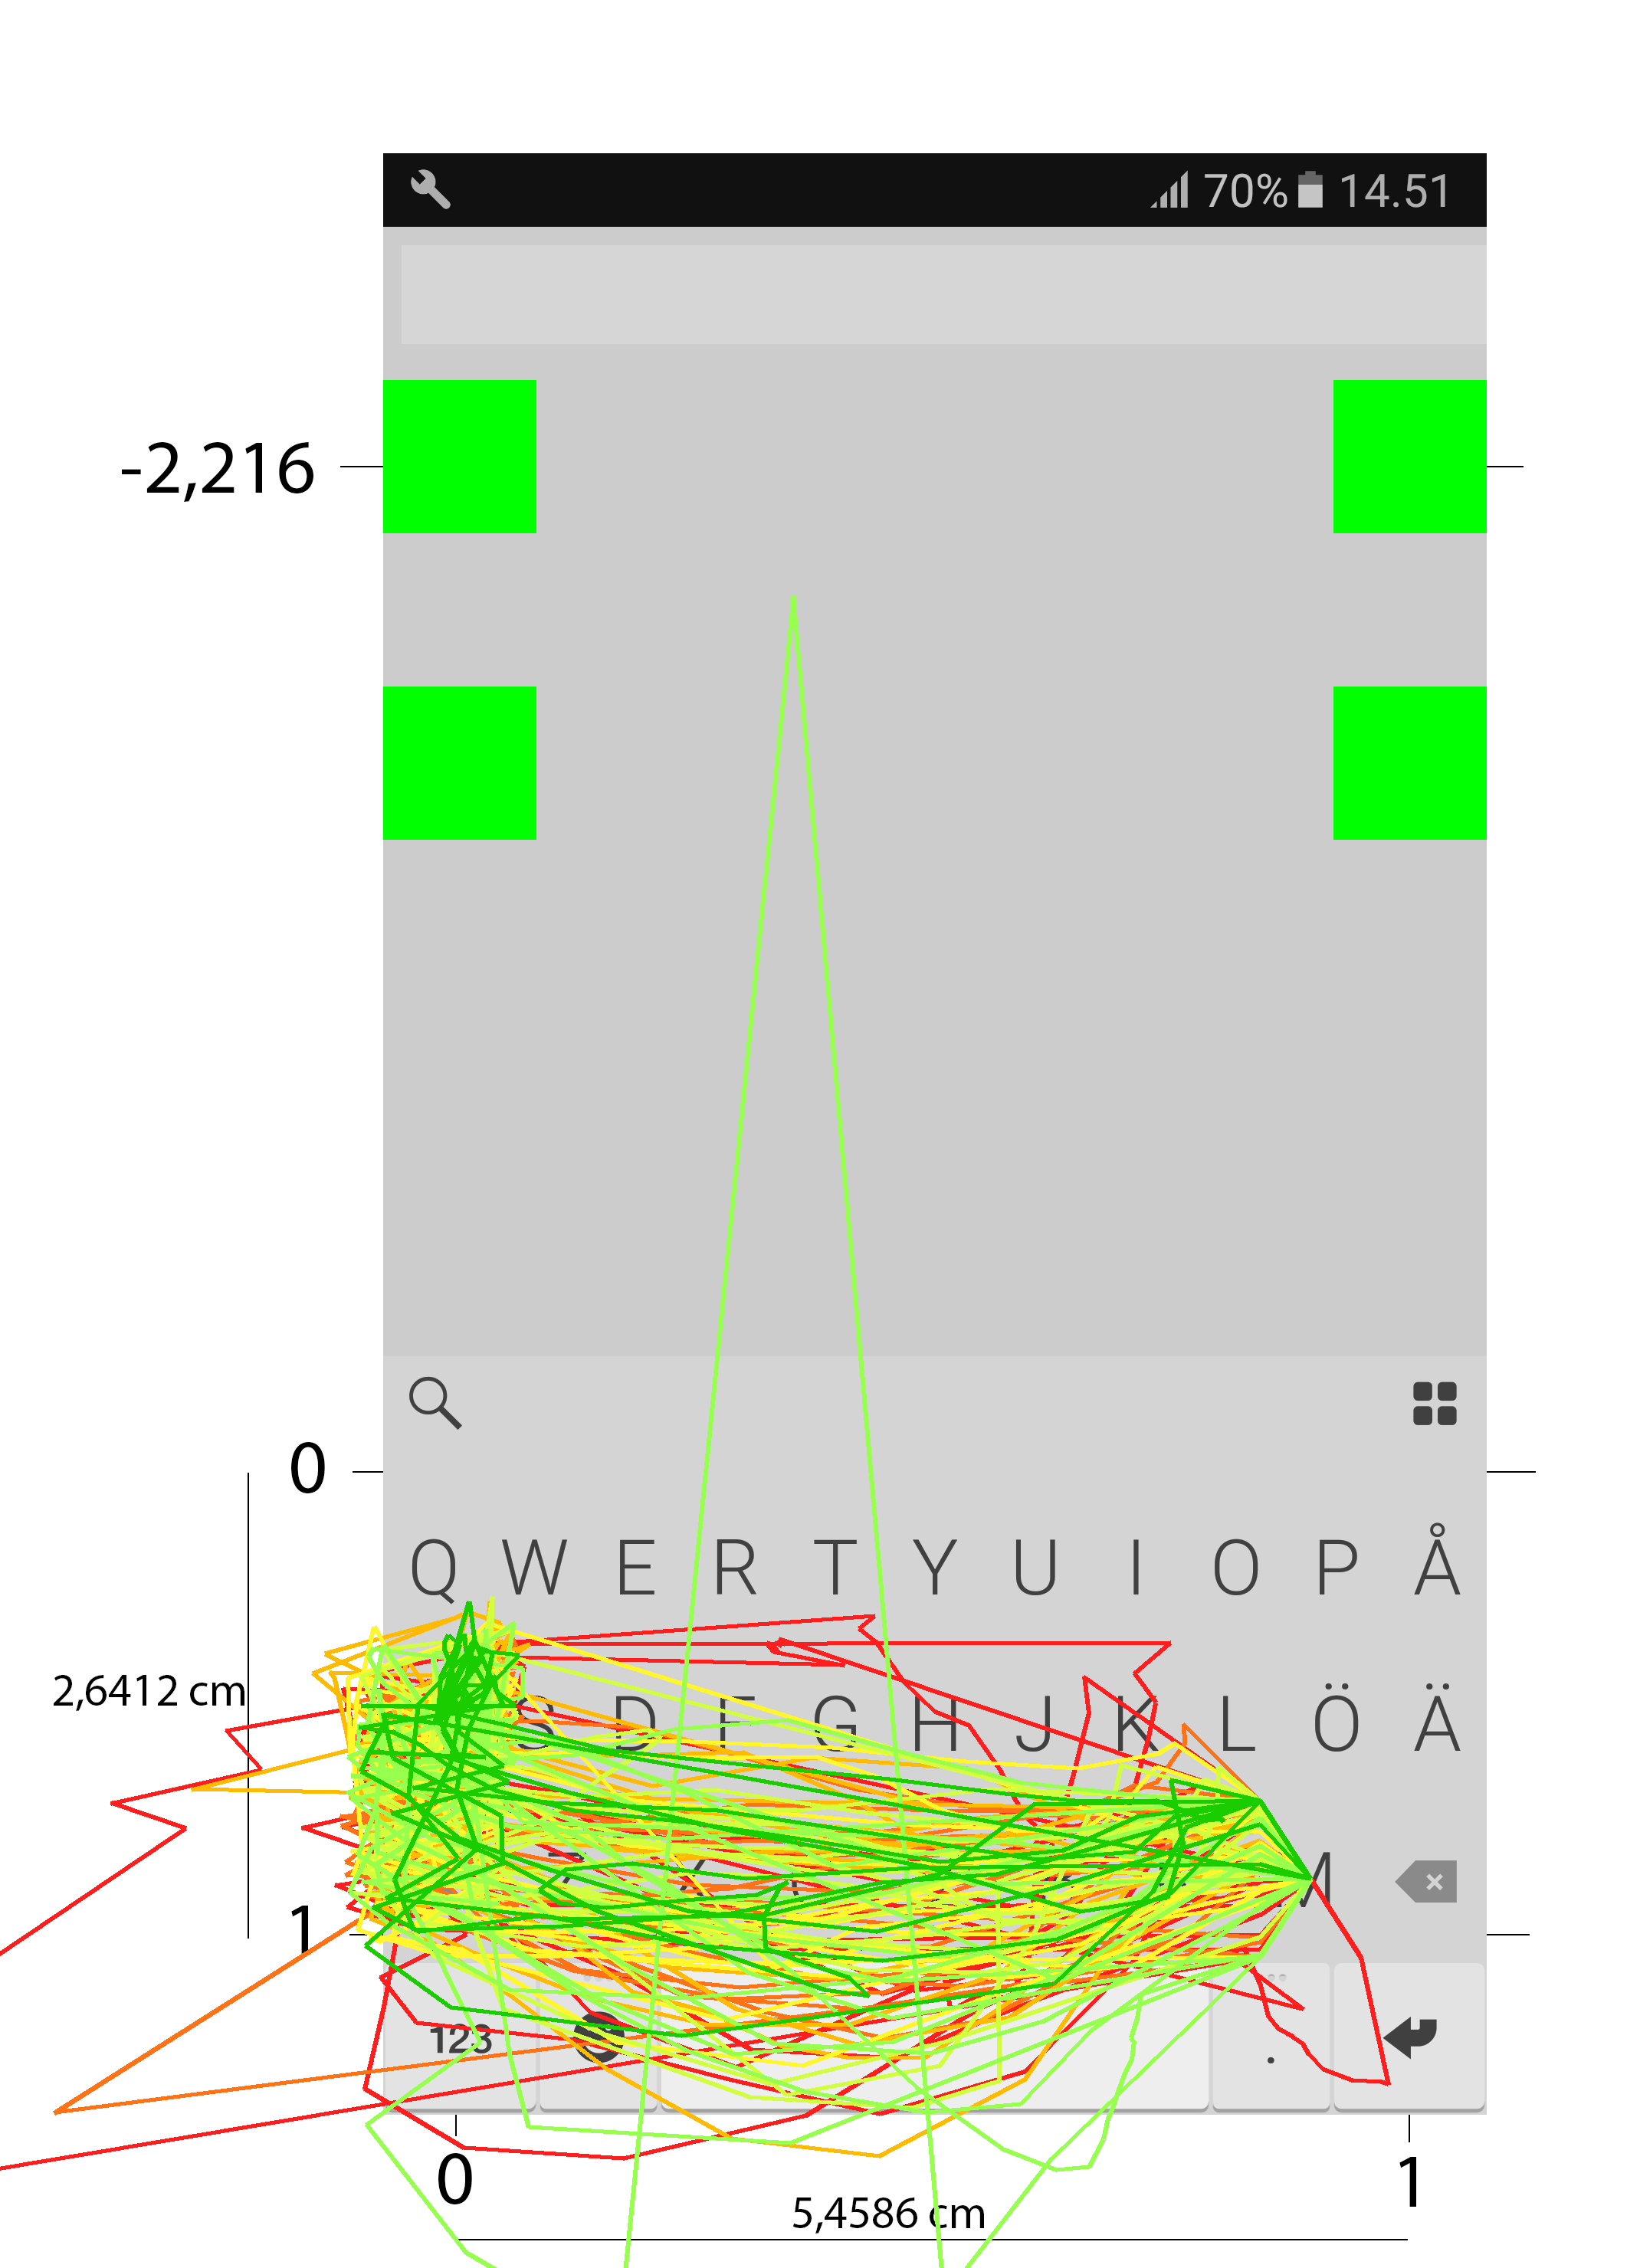 70% 14.51
-2,216
0
Q W E R T Y U I O P Å
2,6412 cm
S D F G H J K L Ö Ä
1
M
123 .
0 1
5,4586 cm